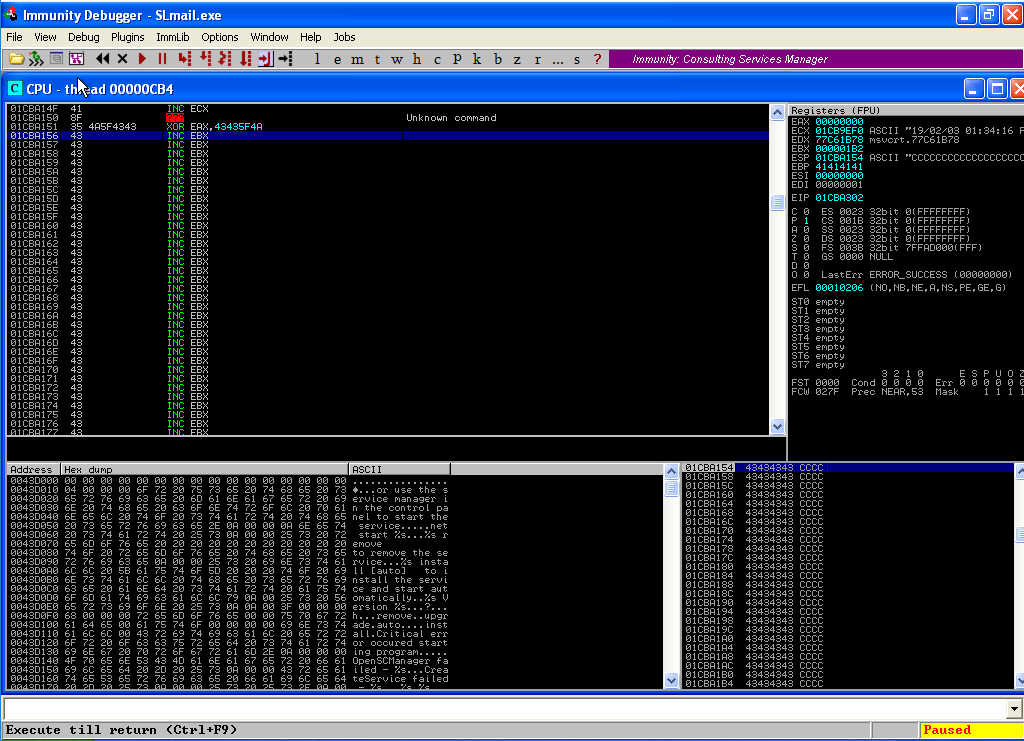 Immunity Debugger - SLmail.exe
File View Debug Plugins ImmLib Options Window Help Jobs
l e m t w h c P k b z r ... s ?
Immunity: Consulting Services Manager
C CPU - thread 00000CB4
01CBA14F 41 INC ECX
01CBA150 8F ??? Unknown command
01CBA151 35 4A5F4343 XOR EAX,43435F4A
01CBA156 43 INC EBX
01CBA157 43 INC EBX
01CBA158 43 INC EBX
01CBA159 43 INC EBX
01CBA15A 43 INC EBX
01CBA15B 43 INC EBX
01CBA15C 43 INC EBX
01CBA15D 43 INC EBX
01CBA15E 43 INC EBX
01CBA15F 43 INC EBX
01CBA160 43 INC EBX
01CBA161 43 INC EBX
01CBA162 43 INC EBX
01CBA163 43 INC EBX
01CBA164 43 INC EBX
01CBA165 43 INC EBX
01CBA166 43 INC EBX
01CBA167 43 INC EBX
01CBA168 43 INC EBX
01CBA169 43 INC EBX
01CBA16A 43 INC EBX
01CBA16B 43 INC EBX
01CBA16C 43 INC EBX
01CBA16D 43 INC EBX
01CBA16E 43 INC EBX
01CBA16F 43 INC EBX
01CBA170 43 INC EBX
01CBA171 43 INC EBX
01CBA172 43 INC EBX
01CBA173 43 INC EBX
01CBA174 43 INC EBX
01CBA175 43 INC EBX
01CBA176 43 INC EBX
01CBA177 43 INC EBX
Registers (FPU)
EAX 00000000
ECX 01CB9EF0 ASCII "19/02/03 01:34:16 P
EDX 77C61B78 msvcrt.77C61B78
EBX 000001B2
ESP 01CBA154 ASCII "CCCCCCCCCCCCCCCCCCC
EBP 41414141
ESI 00000000
EDI 00000001
EIP 01CBA302
C 0 ES 0023 32bit 0(FFFFFFFF)
P 1 CS 001B 32bit 0(FFFFFFFF)
A 0 SS 0023 32bit 0(FFFFFFFF)
Z 0 DS 0023 32bit 0(FFFFFFFF)
S 0 FS 003B 32bit 7FFAD000(FFF)
T 0 GS 0000 NULL
D 0
O 0 LastErr ERROR_SUCCESS (00000000)
EFL 00010206 (NO,NB,NE,A,NS,PE,GE,G)
ST0 empty
ST1 empty
ST2 empty
ST3 empty
ST4 empty
ST5 empty
ST6 empty
ST7 empty
3 2 1 0 E S P U O Z
FST 0000 Cond 0 0 0 0 Err 0 0 0 0 0 0
FCW 027F Prec NEAR,53 Mask 1 1 1 1
Address Hex dump ASCII
0043D000 00 00 00 00 00 00 00 00 00 00 00 00 00 00 00 00 ................
0043D010 04 00 00 00 6F 72 20 75 73 65 20 74 68 65 20 73 ♦...or use the s
0043D020 65 72 76 69 63 65 20 6D 61 6E 61 67 65 72 20 69 ervice manager i
0043D030 6E 20 74 68 65 20 63 6F 6E 74 72 6F 6C 20 70 61 n the control pa
0043D040 6E 65 6C 20 74 6F 20 73 74 61 72 74 20 74 68 65 nel to start the
0043D050 20 73 65 72 76 69 63 65 2E 0A 00 00 0A 6E 65 74 service.....net
0043D060 20 73 74 61 72 74 20 25 73 0A 00 00 25 73 20 72 start %s...%s r
0043D070 65 6D 6F 76 65 20 20 20 20 20 20 20 20 20 20 20 emove
0043D080 74 6F 20 72 65 6D 6F 76 65 20 74 68 65 20 73 65 to remove the se
0043D090 72 76 69 63 65 0A 00 00 25 73 20 69 6E 73 74 61 rvice...%s insta
0043D0A0 6C 6C 20 5B 61 75 74 6F 5D 20 20 20 74 6F 20 69 ll [auto] to i
0043D0B0 6E 73 74 61 6C 6C 20 74 68 65 20 73 65 72 76 69 nstall the servi
0043D0C0 63 65 20 61 6E 64 20 73 74 61 72 74 20 61 75 74 ce and start aut
0043D0D0 6F 6D 61 74 69 63 61 6C 6C 79 0A 00 25 73 20 56 omatically..%s V
0043D0E0 65 72 73 69 6F 6E 20 25 73 0A 0A 00 3F 00 00 00 ersion %s...?...
0043D0F0 68 00 00 00 72 65 6D 6F 76 65 00 00 75 70 67 72 h...remove..upgr
0043D100 61 64 65 00 61 75 74 6F 00 00 00 00 69 6E 73 74 ade.auto....inst
0043D110 61 6C 6C 00 43 72 69 74 69 63 61 6C 20 65 72 72 all.Critical err
0043D120 6F 72 20 6F 63 63 75 72 65 64 20 73 74 61 72 74 or occured start
0043D130 69 6E 67 20 70 72 6F 67 72 61 6D 2E 0A 00 00 00 ing program.....
0043D140 4F 70 65 6E 53 43 4D 61 6E 61 67 65 72 20 66 61 OpenSCManager fa
0043D150 69 6C 65 64 20 2D 20 25 73 0A 00 00 43 72 65 61 iled - %s...Crea
0043D160 74 65 53 65 72 76 69 63 65 20 66 61 69 6C 65 64 teService failed
01CBA154 43434343 CCCC
01CBA158 43434343 CCCC
01CBA15C 43434343 CCCC
01CBA160 43434343 CCCC
01CBA164 43434343 CCCC
01CBA168 43434343 CCCC
01CBA16C 43434343 CCCC
01CBA170 43434343 CCCC
01CBA174 43434343 CCCC
01CBA178 43434343 CCCC
01CBA17C 43434343 CCCC
01CBA180 43434343 CCCC
01CBA184 43434343 CCCC
01CBA188 43434343 CCCC
01CBA18C 43434343 CCCC
01CBA190 43434343 CCCC
01CBA194 43434343 CCCC
01CBA198 43434343 CCCC
01CBA19C 43434343 CCCC
01CBA1A0 43434343 CCCC
01CBA1A4 43434343 CCCC
01CBA1A8 43434343 CCCC
01CBA1AC 43434343 CCCC
01CBA1B0 43434343 CCCC
01CBA1B4 43434343 CCCC
Execute till return (Ctrl+F9)
Paused